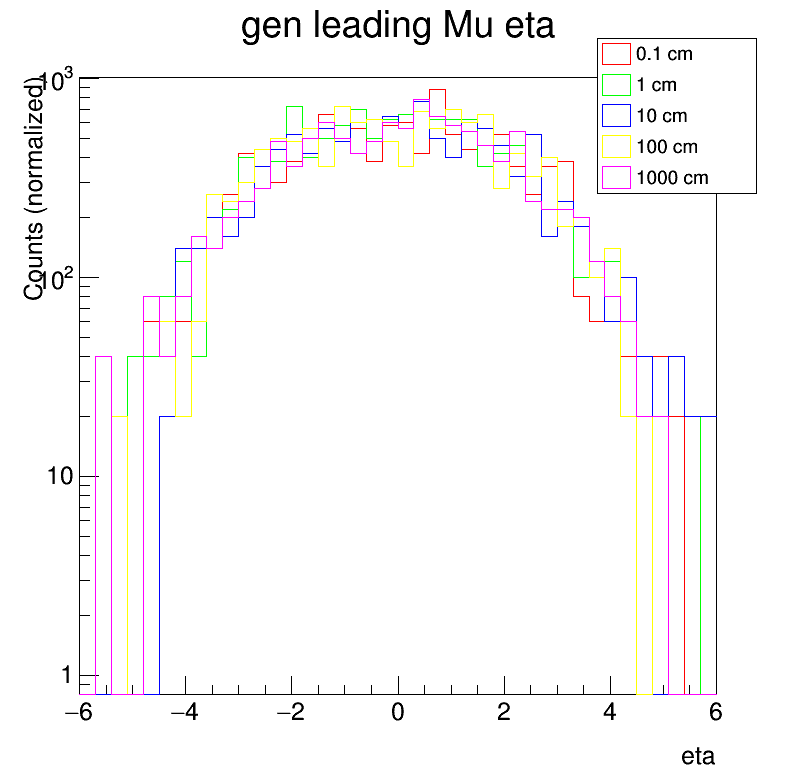 gen leading Mu eta
0.1 cm
1 cm
10 cm
100 cm
1000 cm
Counts (normalized)
10³
10²
10
1
−6 −4 −2 0 2 4 6
eta